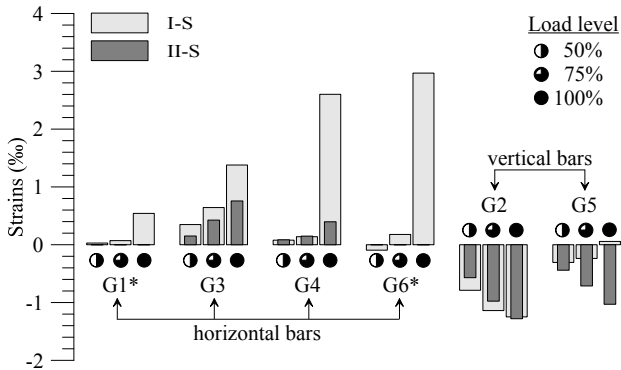 4
3
2
1
0
-1
-2
Strains (‰)
I-S
II-S
Load level
50%
75%
100%
vertical bars
G2 G5
G1* G3 G4 G6*
horizontal bars